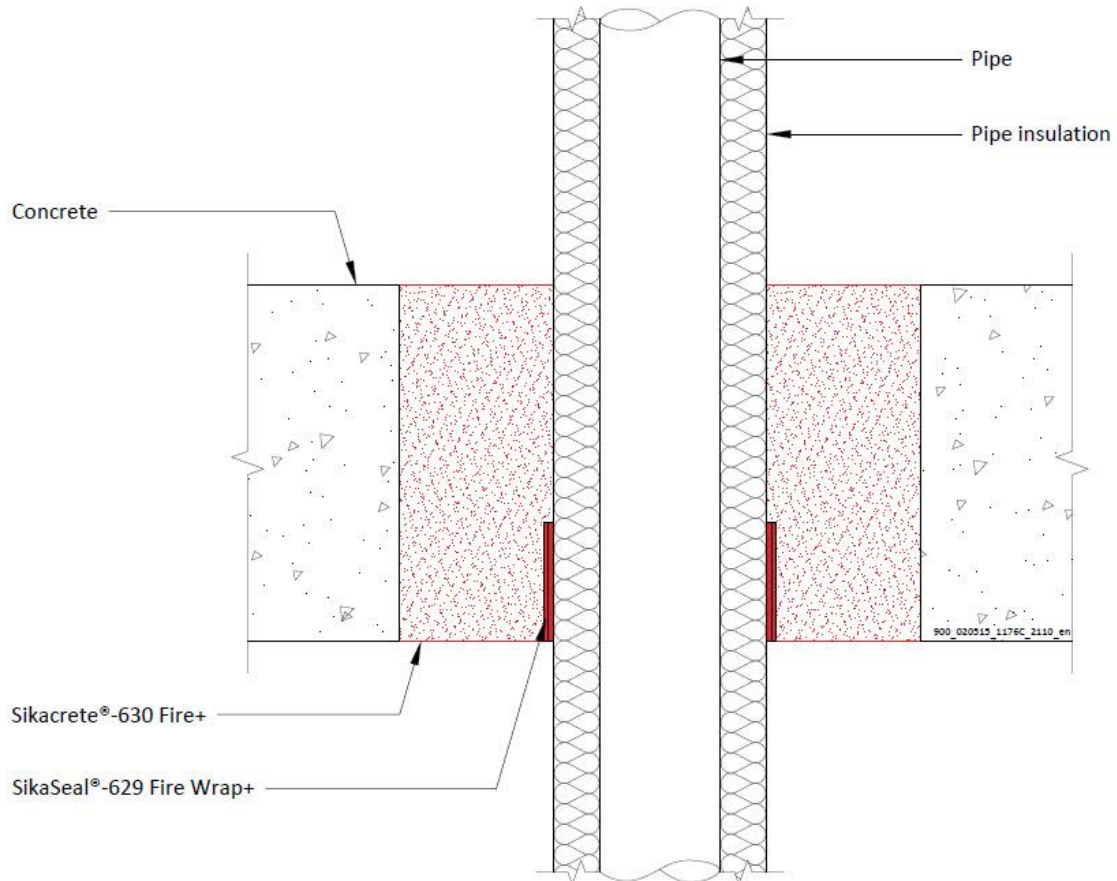 Pipe
Pipe insulation
Concrete
900_020515_1176C_2110_en
Sikacrete®-630 Fire+
SikaSeal®-629 Fire Wrap+